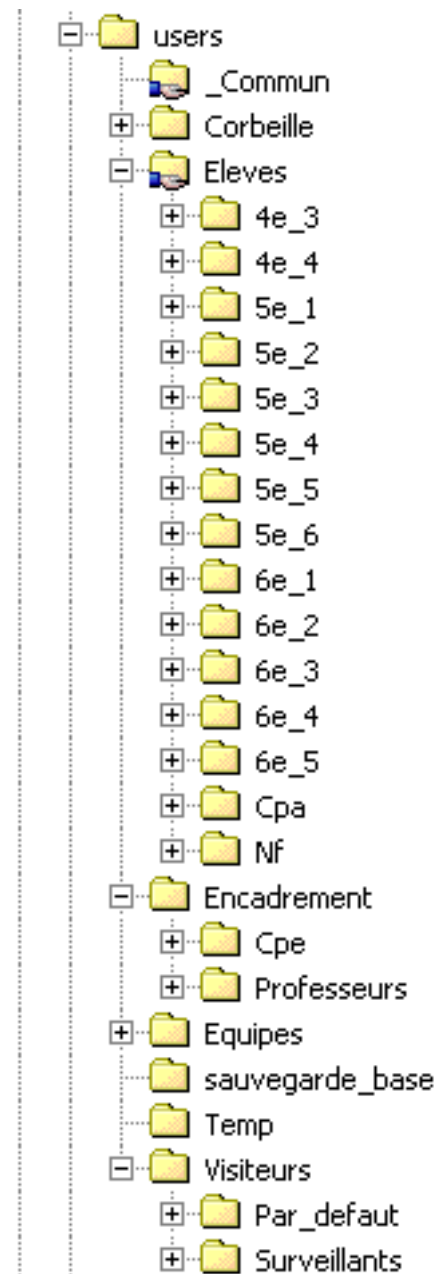 users
_Commun
Corbeille
Eleves
4e_3
4e_4
5e_1
5e_2
5e_3
5e_4
5e_5
5e_6
6e_1
6e_2
6e_3
6e_4
6e_5
Cpa
Nf
Encadrement
Cpe
Professeurs
Equipes
sauvegarde_base
Temp
Visiteurs
Par_defaut
Surveillants